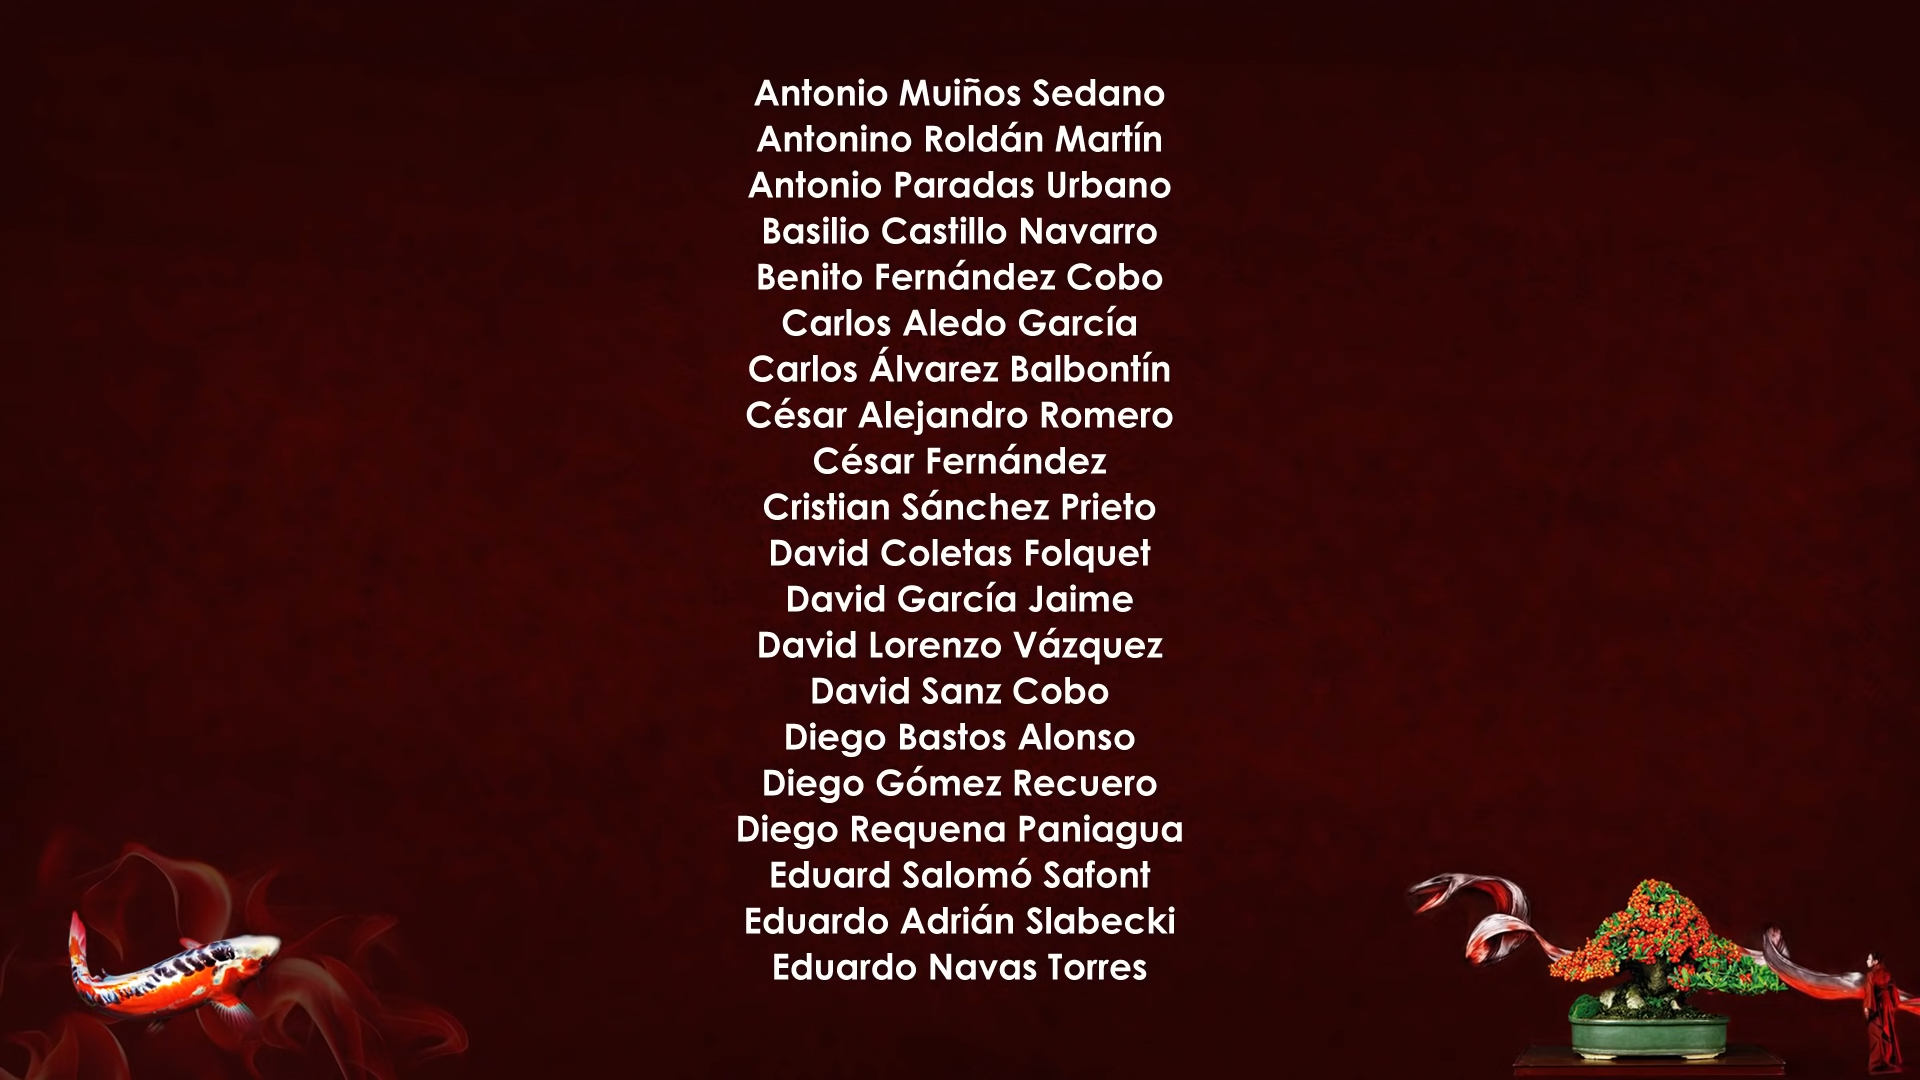 Antonio Muiños Sedano
Antonino Roldán Martín
Antonio Paradas Urbano
Basilio Castillo Navarro
Benito Fernández Cobo
Carlos Aledo García
Carlos Álvarez Balbontín
César Alejandro Romero
César Fernández
Cristian Sánchez Prieto
David Coletas Folquet
David García Jaime
David Lorenzo Vázquez
David Sanz Cobo
Diego Bastos Alonso
Diego Gómez Recuero
Diego Requena Paniagua
Eduard Salomó Safont
Eduardo Adrián Slabecki
Eduardo Navas Torres